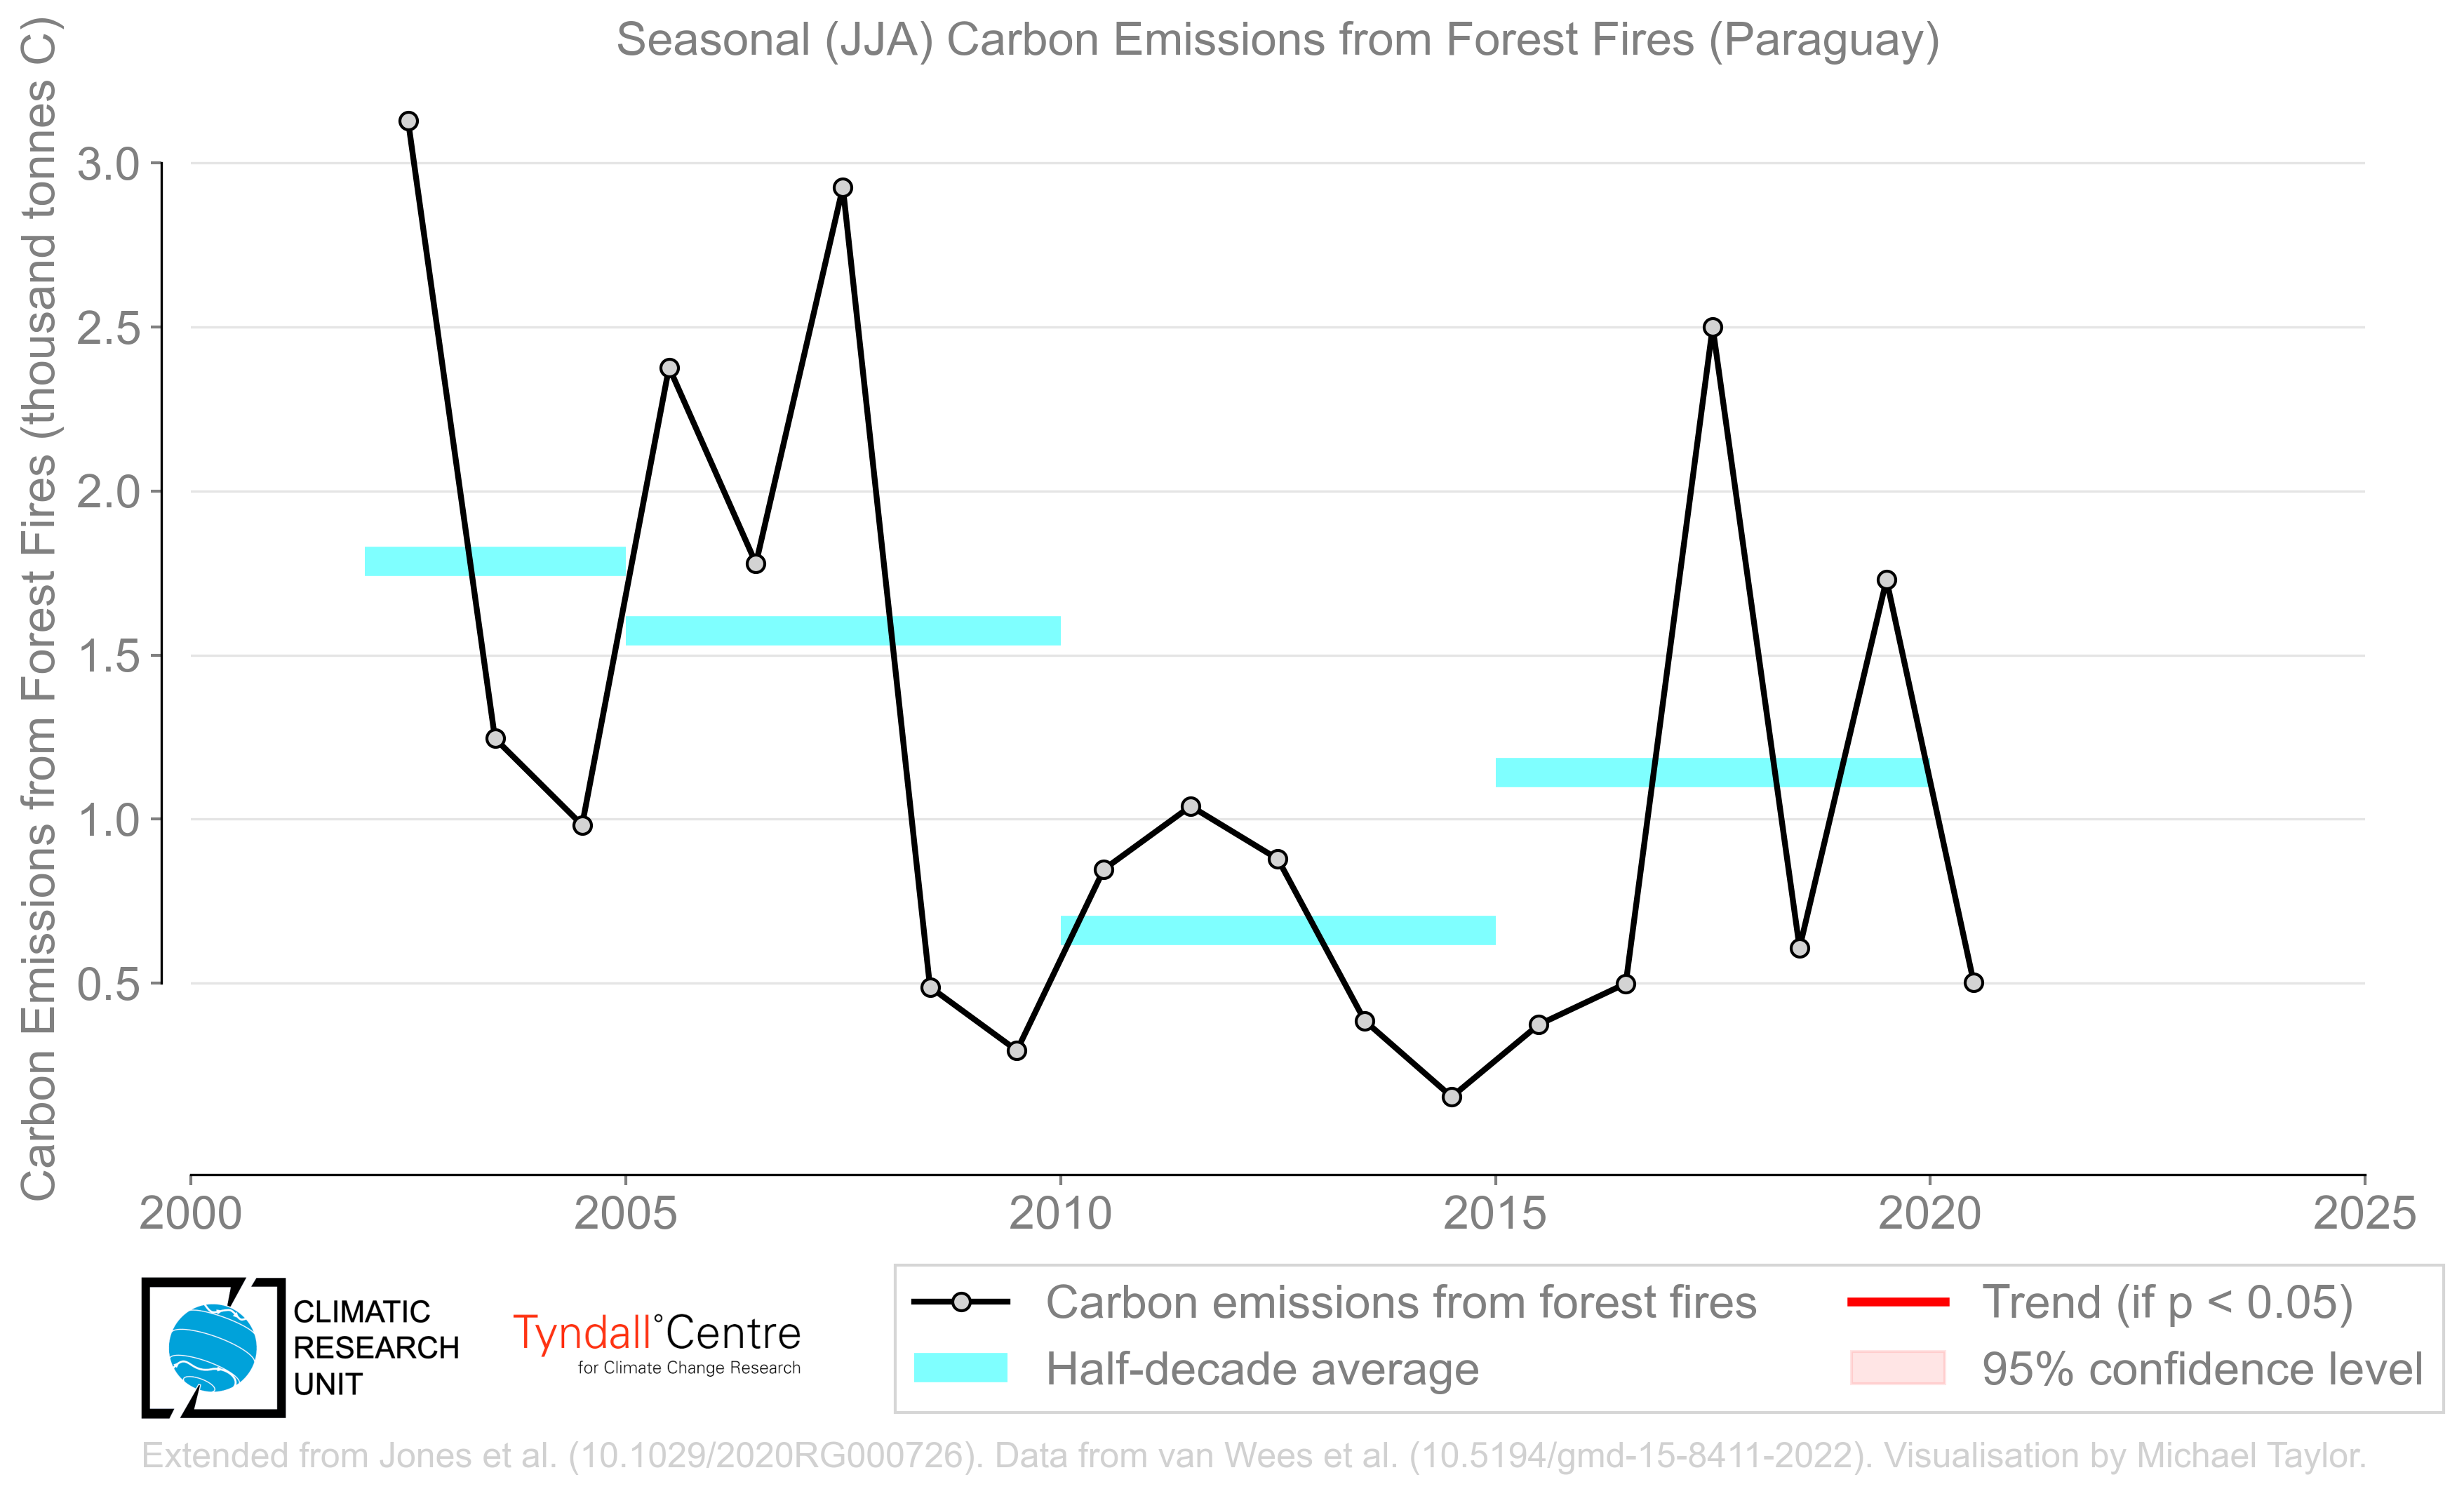 Seasonal (JJA) Carbon Emissions from Forest Fires (Paraguay)
Carbon Emissions from Forest Fires (thousand tonnes C)
3.0
2.5
2.0
1.5
1.0
0.5
2000 2005 2010 2015 2020 2025
Carbon emissions from forest fires
Half-decade average
Trend (if p < 0.05)
95% confidence level
CLIMATIC
RESEARCH
UNIT
Tyndall°Centre
for Climate Change Research
Extended from Jones et al. (10.1029/2020RG000726). Data from van Wees et al. (10.5194/gmd-15-8411-2022). Visualisation by Michael Taylor.